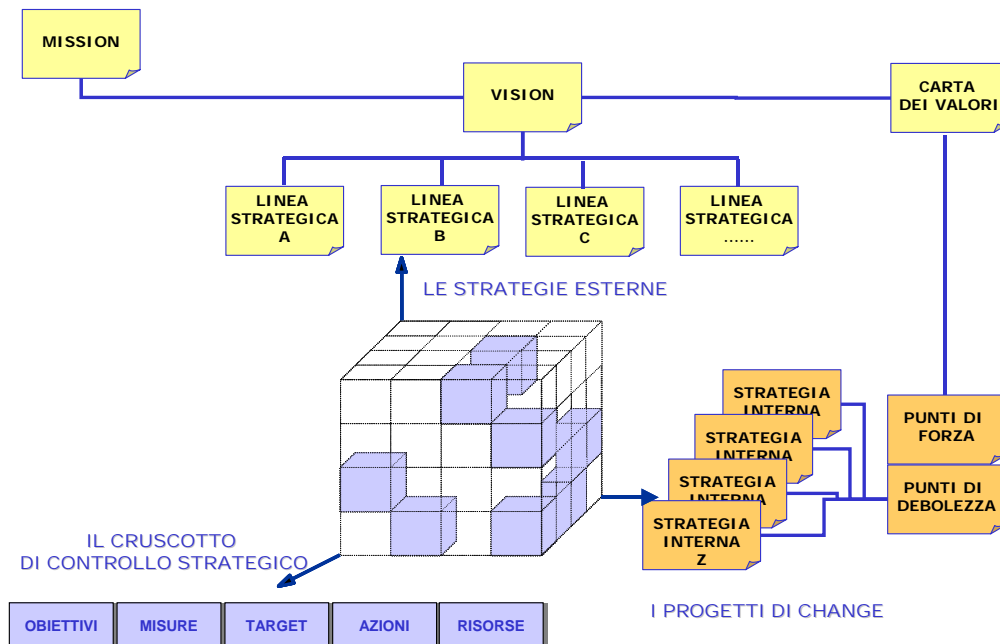 MISSION
VISION
CARTA
DEI VALORI
LINEA
STRATEGICA
A
LINEA
STRATEGICA
B
LINEA
STRATEGICA
C
LINEA
STRATEGICA
......
LE STRATEGIE ESTERNE
STRATEGIA
INTERNA
STRATEGIA
INTERNA
STRATEGIA
INTERNA
STRATEGIA
INTERNA
Z
PUNTI DI
FORZA
PUNTI DI
DEBOLEZZA
IL CRUSCOTTO
DI CONTROLLO STRATEGICO
I PROGETTI DI CHANGE
OBIETTIVI
MISURE
TARGET
AZIONI
RISORSE